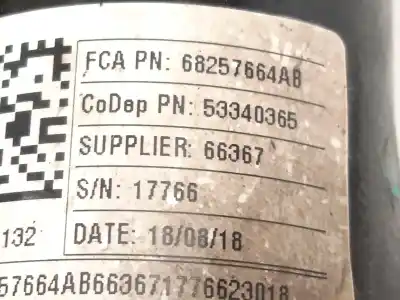 FCA PN: 68257664AB
CoDep PN: 53340365
SUPPLIER: 66367
S/N: 17766
132
DATE: 18/08/18
57664AB663671776623018